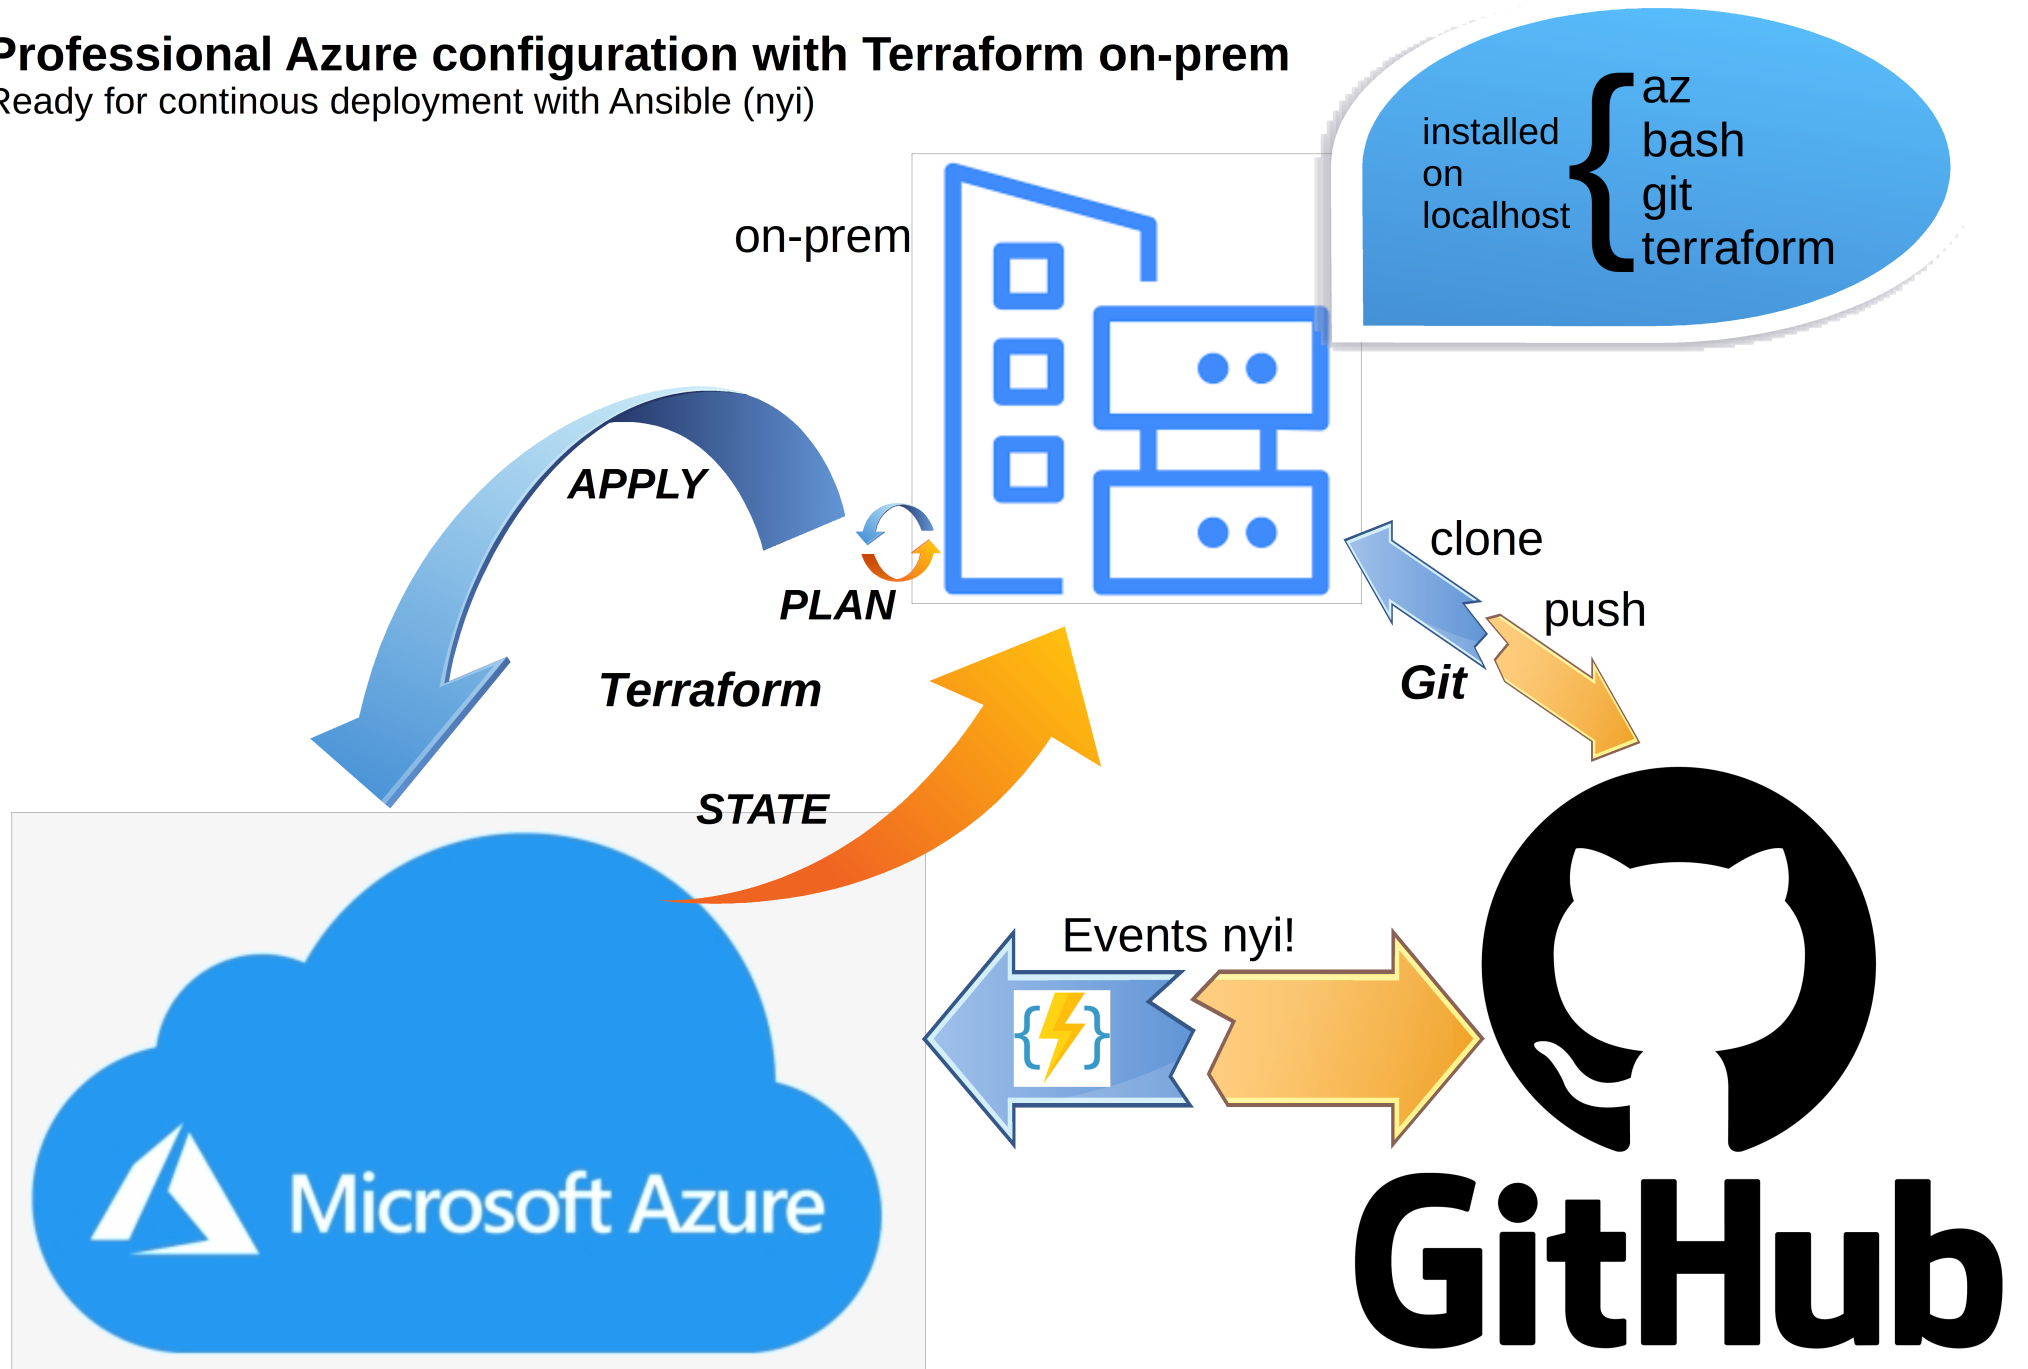 Professional Azure configuration with Terraform on-prem
Ready for continous deployment with Ansible (nyi)
installed
on
localhost
{
az
bash
git
terraform
on-prem
APPLY
PLAN
clone
push
Git
Terraform
STATE
Events nyi!
{ }
Microsoft Azure
GitHub